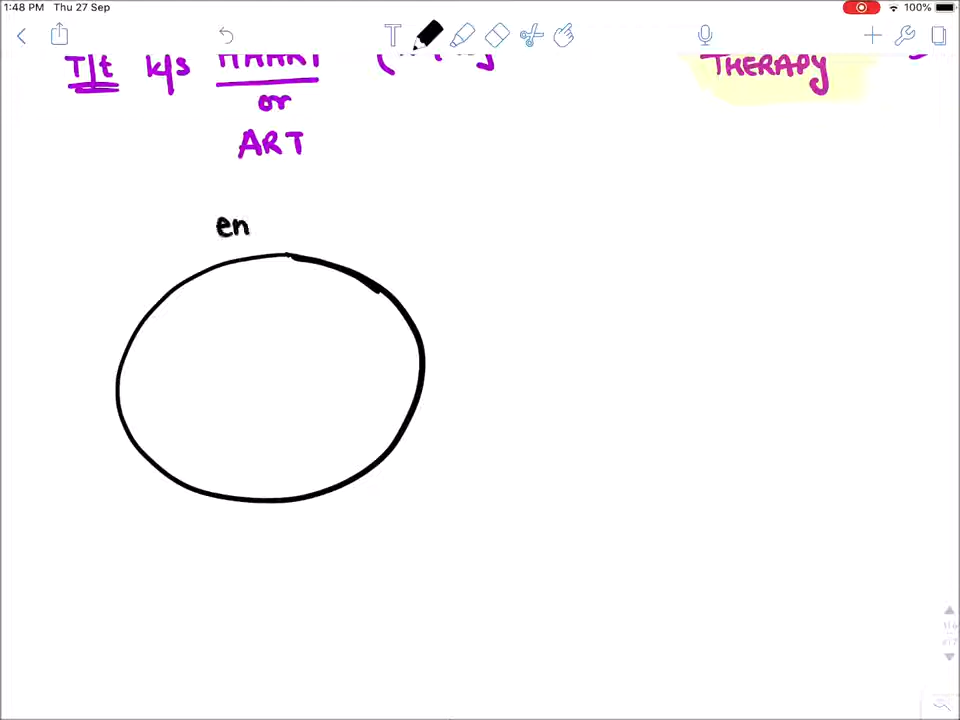 1:48 PM Thu 27 Sep
100%
T/t k/s HAART
THERAPY
or
ART
en